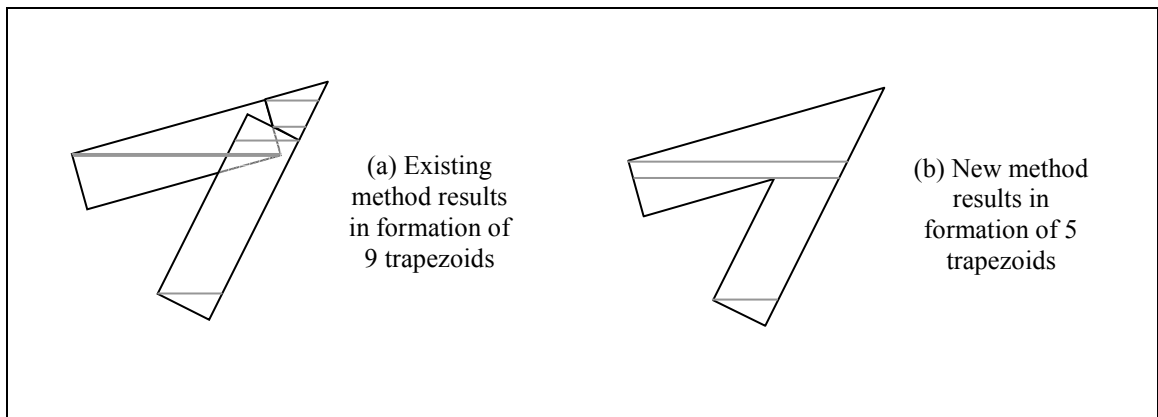 (a) Existing
method results
in formation of
9 trapezoids
(b) New method
results in
formation of 5
trapezoids